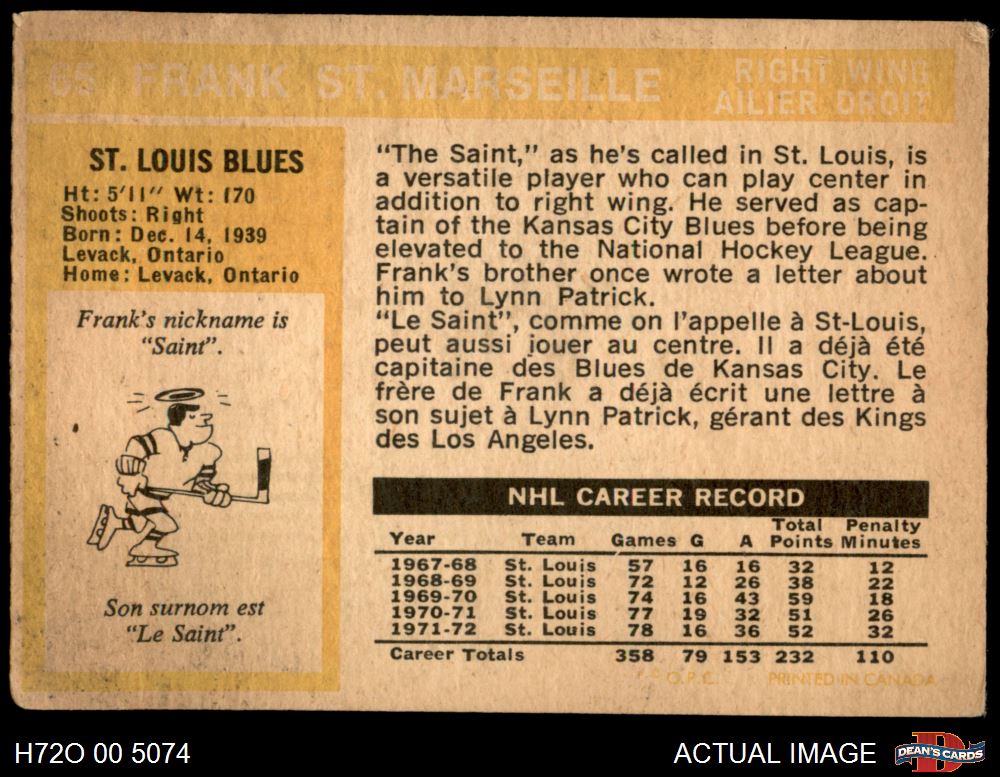 65 FRANK ST. MARSEILLE
RIGHT WING
AILIER DROIT
ST. LOUIS BLUES
Ht: 5'11" Wt: 170
Shoots: Right
Born: Dec. 14, 1939
Levack, Ontario
Home: Levack, Ontario
Frank's nickname is
"Saint".
Son surnom est
"Le Saint".
"The Saint," as he's called in St. Louis, is
a versatile player who can play center in
addition to right wing. He served as cap-
tain of the Kansas City Blues before being
elevated to the National Hockey League.
Frank's brother once wrote a letter about
him to Lynn Patrick.
"Le Saint", comme on l'appelle à St-Louis,
peut aussi jouer au centre. Il a déjà été
capitaine des Blues de Kansas City. Le
frère de Frank a déjà écrit une lettre à
son sujet à Lynn Patrick, gérant des Kings
des Los Angeles.
NHL CAREER RECORD
Total Penalty
Year Team Games G A Points Minutes
1967-68 St. Louis 57 16 16 32 12
1968-69 St. Louis 72 12 26 38 22
1969-70 St. Louis 74 16 43 59 18
1970-71 St. Louis 77 19 32 51 26
1971-72 St. Louis 78 16 36 52 32
Career Totals 358 79 153 232 110
O.P.C. PRINTED IN CANADA
H72O 00 5074
ACTUAL IMAGE
DEAN'S CARDS